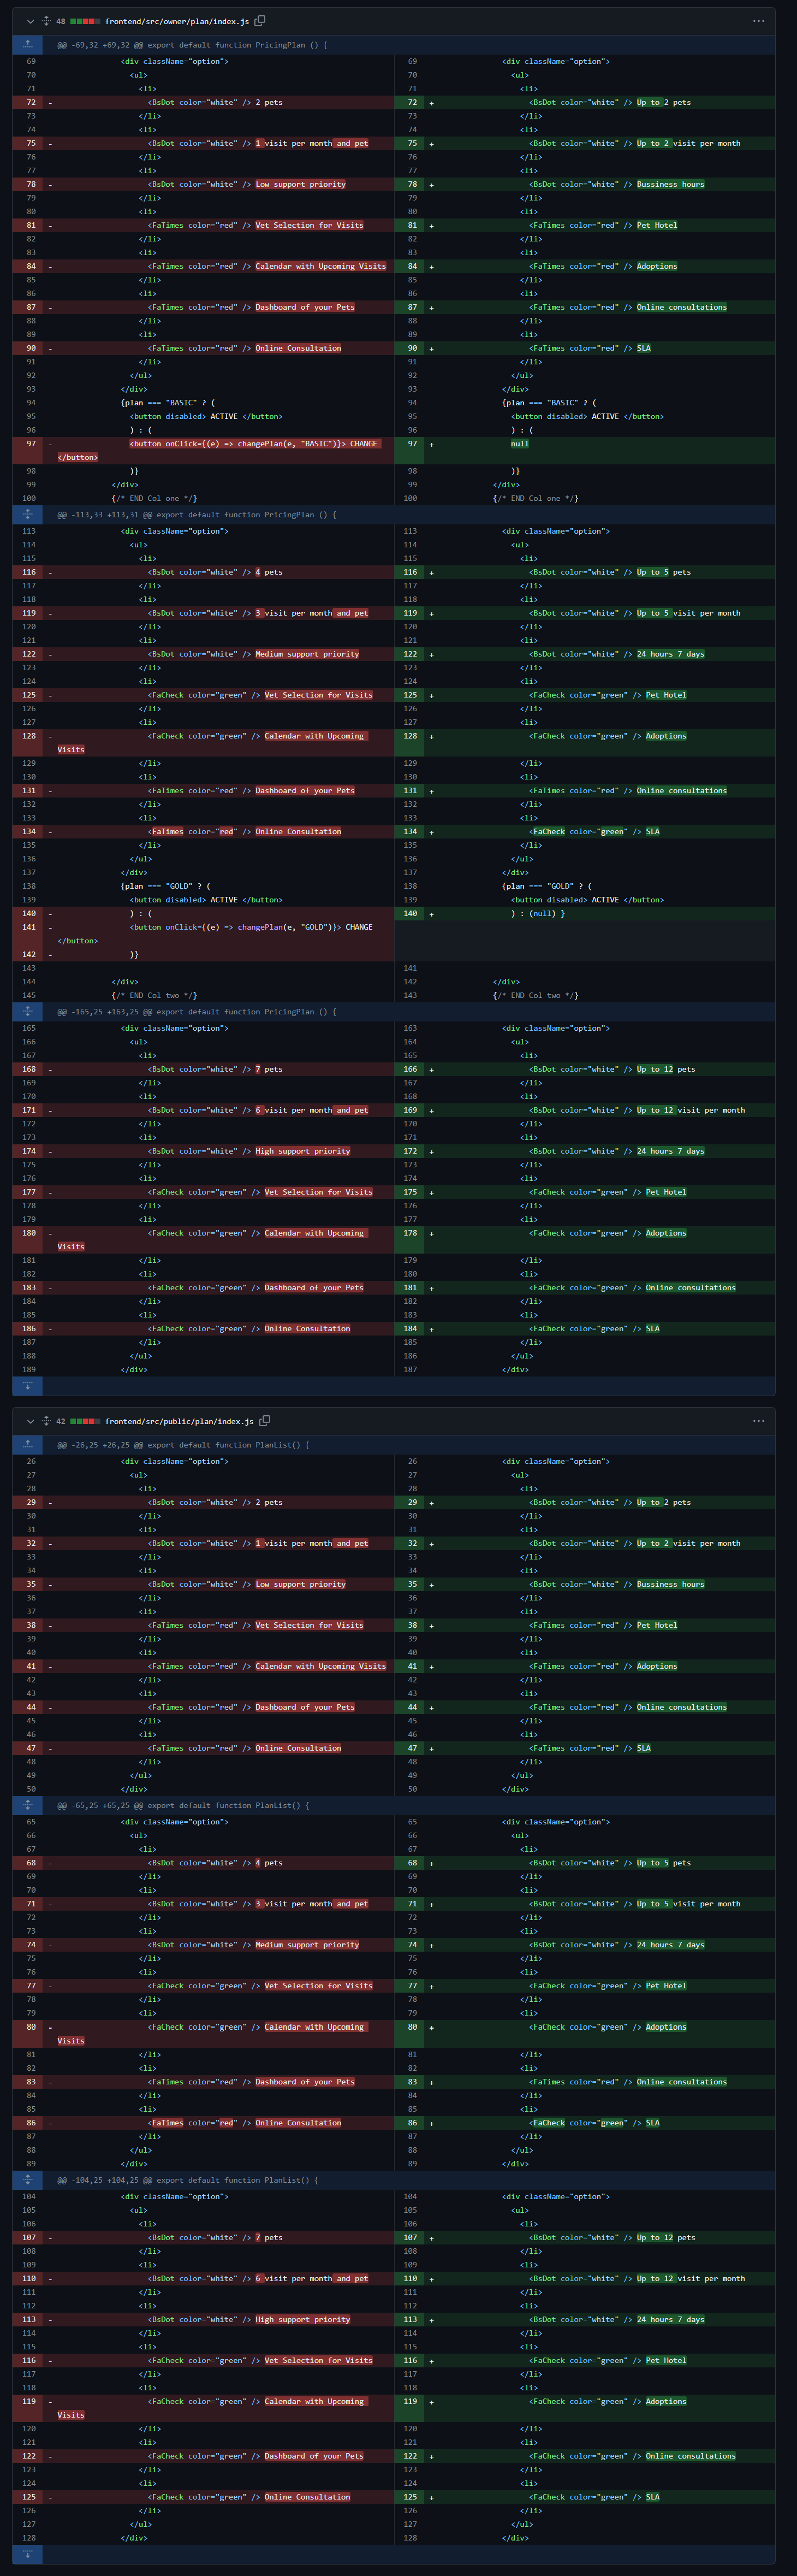 48 frontend/src/owner/plan/index.js
@@ -69,32 +69,32 @@ export default function PricingPlan () {
69 <div className="option"> 69 <div className="option">
70 <ul> 70 <ul>
71 <li> 71 <li>
72 - <BsDot color="white" /> 2 pets 72 + <BsDot color="white" /> Up to 2 pets
73 </li> 73 </li>
74 <li> 74 <li>
75 - <BsDot color="white" /> 1 visit per month and pet 75 + <BsDot color="white" /> Up to 2 visit per month
76 </li> 76 </li>
77 <li> 77 <li>
78 - <BsDot color="white" /> Low support priority 78 + <BsDot color="white" /> Bussiness hours
79 </li> 79 </li>
80 <li> 80 <li>
81 - <FaTimes color="red" /> Vet Selection for Visits 81 + <FaTimes color="red" /> Pet Hotel
82 </li> 82 </li>
83 <li> 83 <li>
84 - <FaTimes color="red" /> Calendar with Upcoming Visits 84 + <FaTimes color="red" /> Adoptions
85 </li> 85 </li>
86 <li> 86 <li>
87 - <FaTimes color="red" /> Dashboard of your Pets 87 + <FaTimes color="red" /> Online consultations
88 </li> 88 </li>
89 <li> 89 <li>
90 - <FaTimes color="red" /> Online Consultation 90 + <FaTimes color="red" /> SLA
91 </li> 91 </li>
92 </ul> 92 </ul>
93 </div> 93 </div>
94 {plan === "BASIC" ? ( 94 {plan === "BASIC" ? (
95 <button disabled> ACTIVE </button> 95 <button disabled> ACTIVE </button>
96 ) : ( 96 ) : (
97 - <button onClick={(e) => changePlan(e, "BASIC")}> CHANGE 97 + null
</button>
98 )} 98 )}
99 </div> 99 </div>
100 {/* END Col one */} 100 {/* END Col one */}
@@ -113,33 +113,31 @@ export default function PricingPlan () {
113 <div className="option"> 113 <div className="option">
114 <ul> 114 <ul>
115 <li> 115 <li>
116 - <BsDot color="white" /> 4 pets 116 + <BsDot color="white" /> Up to 5 pets
117 </li> 117 </li>
118 <li> 118 <li>
119 - <BsDot color="white" /> 3 visit per month and pet 119 + <BsDot color="white" /> Up to 5 visit per month
120 </li> 120 </li>
121 <li> 121 <li>
122 - <BsDot color="white" /> Medium support priority 122 + <BsDot color="white" /> 24 hours 7 days
123 </li> 123 </li>
124 <li> 124 <li>
125 - <FaCheck color="green" /> Vet Selection for Visits 125 + <FaCheck color="green" /> Pet Hotel
126 </li> 126 </li>
127 <li> 127 <li>
128 - <FaCheck color="green" /> Calendar with Upcoming 128 + <FaCheck color="green" /> Adoptions
Visits
129 </li> 129 </li>
130 <li> 130 <li>
131 - <FaTimes color="red" /> Dashboard of your Pets 131 + <FaTimes color="red" /> Online consultations
132 </li> 132 </li>
133 <li> 133 <li>
134 - <FaTimes color="red" /> Online Consultation 134 + <FaCheck color="green" /> SLA
135 </li> 135 </li>
136 </ul> 136 </ul>
137 </div> 137 </div>
138 {plan === "GOLD" ? ( 138 {plan === "GOLD" ? (
139 <button disabled> ACTIVE </button> 139 <button disabled> ACTIVE </button>
140 - ) : ( 140 + ) : (null) }
141 - <button onClick={(e) => changePlan(e, "GOLD")}> CHANGE
</button>
142 - )}
143 141
144 </div> 142 </div>
145 {/* END Col two */} 143 {/* END Col two */}
@@ -165,25 +163,25 @@ export default function PricingPlan () {
165 <div className="option"> 163 <div className="option">
166 <ul> 164 <ul>
167 <li> 165 <li>
168 - <BsDot color="white" /> 7 pets 166 + <BsDot color="white" /> Up to 12 pets
169 </li> 167 </li>
170 <li> 168 <li>
171 - <BsDot color="white" /> 6 visit per month and pet 169 + <BsDot color="white" /> Up to 12 visit per month
172 </li> 170 </li>
173 <li> 171 <li>
174 - <BsDot color="white" /> High support priority 172 + <BsDot color="white" /> 24 hours 7 days
175 </li> 173 </li>
176 <li> 174 <li>
177 - <FaCheck color="green" /> Vet Selection for Visits 175 + <FaCheck color="green" /> Pet Hotel
178 </li> 176 </li>
179 <li> 177 <li>
180 - <FaCheck color="green" /> Calendar with Upcoming 178 + <FaCheck color="green" /> Adoptions
Visits
181 </li> 179 </li>
182 <li> 180 <li>
183 - <FaCheck color="green" /> Dashboard of your Pets 181 + <FaCheck color="green" /> Online consultations
184 </li> 182 </li>
185 <li> 183 <li>
186 - <FaCheck color="green" /> Online Consultation 184 + <FaCheck color="green" /> SLA
187 </li> 185 </li>
188 </ul> 186 </ul>
189 </div> 187 </div>
42 frontend/src/public/plan/index.js
@@ -26,25 +26,25 @@ export default function PlanList() {
26 <div className="option"> 26 <div className="option">
27 <ul> 27 <ul>
28 <li> 28 <li>
29 - <BsDot color="white" /> 2 pets 29 + <BsDot color="white" /> Up to 2 pets
30 </li> 30 </li>
31 <li> 31 <li>
32 - <BsDot color="white" /> 1 visit per month and pet 32 + <BsDot color="white" /> Up to 2 visit per month
33 </li> 33 </li>
34 <li> 34 <li>
35 - <BsDot color="white" /> Low support priority 35 + <BsDot color="white" /> Bussiness hours
36 </li> 36 </li>
37 <li> 37 <li>
38 - <FaTimes color="red" /> Vet Selection for Visits 38 + <FaTimes color="red" /> Pet Hotel
39 </li> 39 </li>
40 <li> 40 <li>
41 - <FaTimes color="red" /> Calendar with Upcoming Visits 41 + <FaTimes color="red" /> Adoptions
42 </li> 42 </li>
43 <li> 43 <li>
44 - <FaTimes color="red" /> Dashboard of your Pets 44 + <FaTimes color="red" /> Online consultations
45 </li> 45 </li>
46 <li> 46 <li>
47 - <FaTimes color="red" /> Online Consultation 47 + <FaTimes color="red" /> SLA
48 </li> 48 </li>
49 </ul> 49 </ul>
50 </div> 50 </div>
@@ -65,25 +65,25 @@ export default function PlanList() {
65 <div className="option"> 65 <div className="option">
66 <ul> 66 <ul>
67 <li> 67 <li>
68 - <BsDot color="white" /> 4 pets 68 + <BsDot color="white" /> Up to 5 pets
69 </li> 69 </li>
70 <li> 70 <li>
71 - <BsDot color="white" /> 3 visit per month and pet 71 + <BsDot color="white" /> Up to 5 visit per month
72 </li> 72 </li>
73 <li> 73 <li>
74 - <BsDot color="white" /> Medium support priority 74 + <BsDot color="white" /> 24 hours 7 days
75 </li> 75 </li>
76 <li> 76 <li>
77 - <FaCheck color="green" /> Vet Selection for Visits 77 + <FaCheck color="green" /> Pet Hotel
78 </li> 78 </li>
79 <li> 79 <li>
80 - <FaCheck color="green" /> Calendar with Upcoming 80 + <FaCheck color="green" /> Adoptions
Visits
81 </li> 81 </li>
82 <li> 82 <li>
83 - <FaTimes color="red" /> Dashboard of your Pets 83 + <FaTimes color="red" /> Online consultations
84 </li> 84 </li>
85 <li> 85 <li>
86 - <FaTimes color="red" /> Online Consultation 86 + <FaCheck color="green" /> SLA
87 </li> 87 </li>
88 </ul> 88 </ul>
89 </div> 89 </div>
@@ -104,25 +104,25 @@ export default function PlanList() {
104 <div className="option"> 104 <div className="option">
105 <ul> 105 <ul>
106 <li> 106 <li>
107 - <BsDot color="white" /> 7 pets 107 + <BsDot color="white" /> Up to 12 pets
108 </li> 108 </li>
109 <li> 109 <li>
110 - <BsDot color="white" /> 6 visit per month and pet 110 + <BsDot color="white" /> Up to 12 visit per month
111 </li> 111 </li>
112 <li> 112 <li>
113 - <BsDot color="white" /> High support priority 113 + <BsDot color="white" /> 24 hours 7 days
114 </li> 114 </li>
115 <li> 115 <li>
116 - <FaCheck color="green" /> Vet Selection for Visits 116 + <FaCheck color="green" /> Pet Hotel
117 </li> 117 </li>
118 <li> 118 <li>
119 - <FaCheck color="green" /> Calendar with Upcoming 119 + <FaCheck color="green" /> Adoptions
Visits
120 </li> 120 </li>
121 <li> 121 <li>
122 - <FaCheck color="green" /> Dashboard of your Pets 122 + <FaCheck color="green" /> Online consultations
123 </li> 123 </li>
124 <li> 124 <li>
125 - <FaCheck color="green" /> Online Consultation 125 + <FaCheck color="green" /> SLA
126 </li> 126 </li>
127 </ul> 127 </ul>
128 </div> 128 </div>